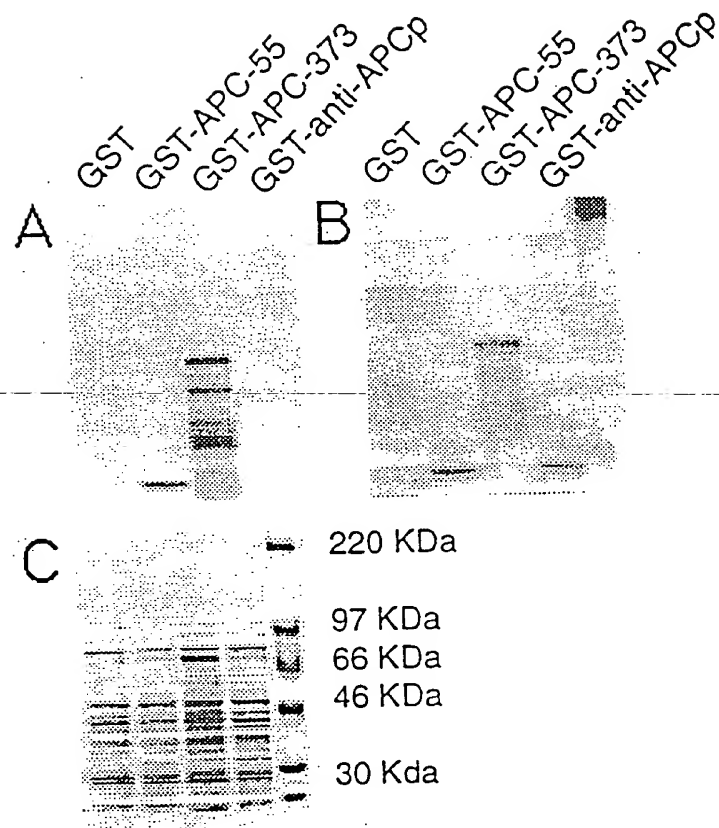 GST
GST-APC-55
GST-APC-373
GST-anti-APCp
GST
GST-APC-55
GST-APC-373
GST-anti-APCp
A
B
C
220 KDa
97 KDa
66 KDa
46 KDa
30 Kda